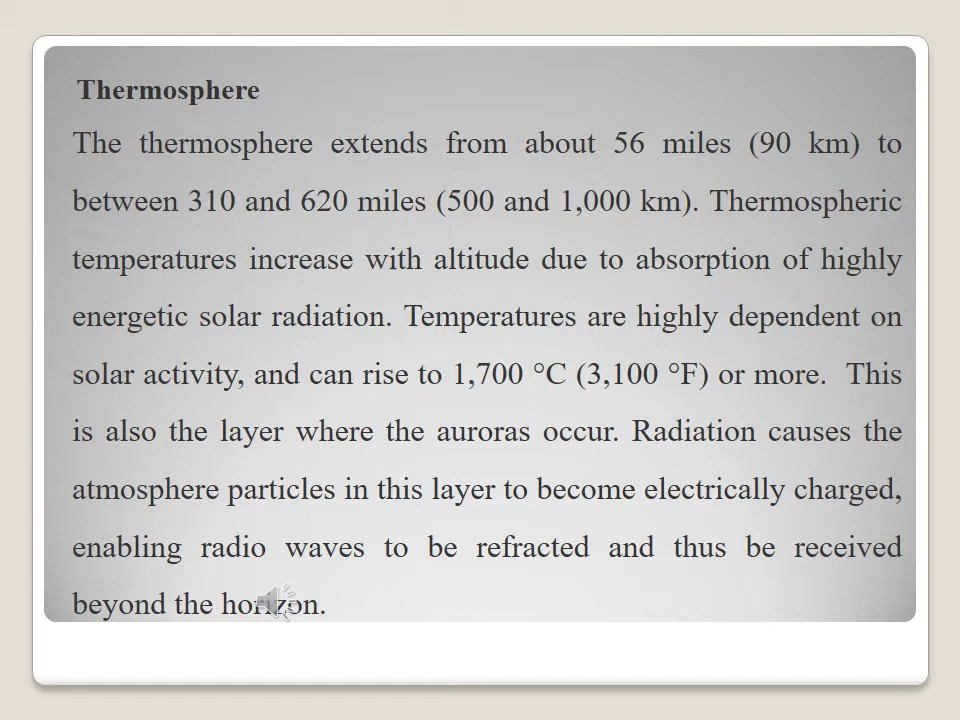 Thermosphere
The thermosphere extends from about 56 miles (90 km) to
between 310 and 620 miles (500 and 1,000 km). Thermospheric
temperatures increase with altitude due to absorption of highly
energetic solar radiation. Temperatures are highly dependent on
solar activity, and can rise to 1,700 °C (3,100 °F) or more.  This
is also the layer where the auroras occur. Radiation causes the
atmosphere particles in this layer to become electrically charged,
enabling radio waves to be refracted and thus be received
beyond the horizon.